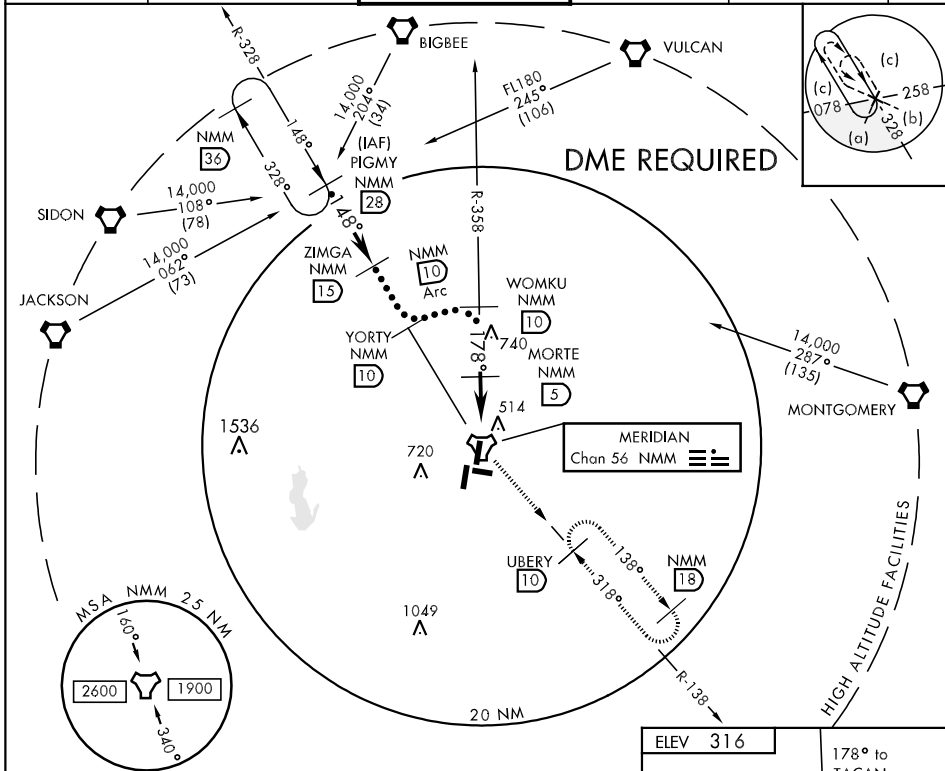 R-328
BIGBEE
VULCAN
14,000
204°
(34)
FL180
245°
(106)
(c)
(c)
078
258
(b)
(a)
328
DME REQUIRED
NMM
36
148°
328°
(IAF)
PIGMY
NMM
28
R-358
SIDON
14,000
108°
(78)
148°
14,000
062°
(73)
JACKSON
ZIMGA
NMM
15
NMM
10
Arc
WOMKU
NMM
10
YORTY
NMM
10
740
178°
MORTE
NMM
5
14,000
287°
(135)
MONTGOMERY
514
1536
720
MERIDIAN
Chan 56 NMM
UBERY
10
138°
318°
NMM
18
1049
MSA NMM 25 NM
160°
2600
1900
340°
R-138
20 NM
HIGH ALTITUDE FACILITIES
ELEV 316
178° to
TACAN